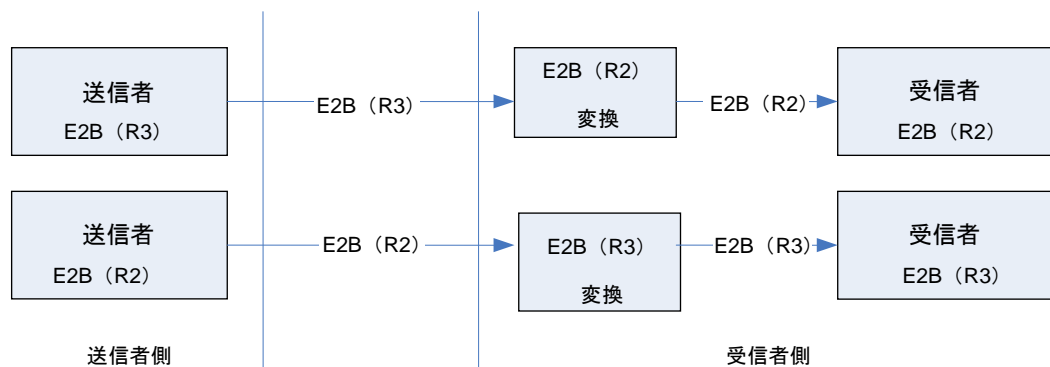 送信者
E2B（R3）
E2B（R3）
E2B（R2）
変換
E2B（R2）
受信者
E2B（R2）
送信者
E2B（R2）
E2B（R2）
E2B（R3）
変換
E2B（R3）
受信者
E2B（R3）
送信者側
受信者側